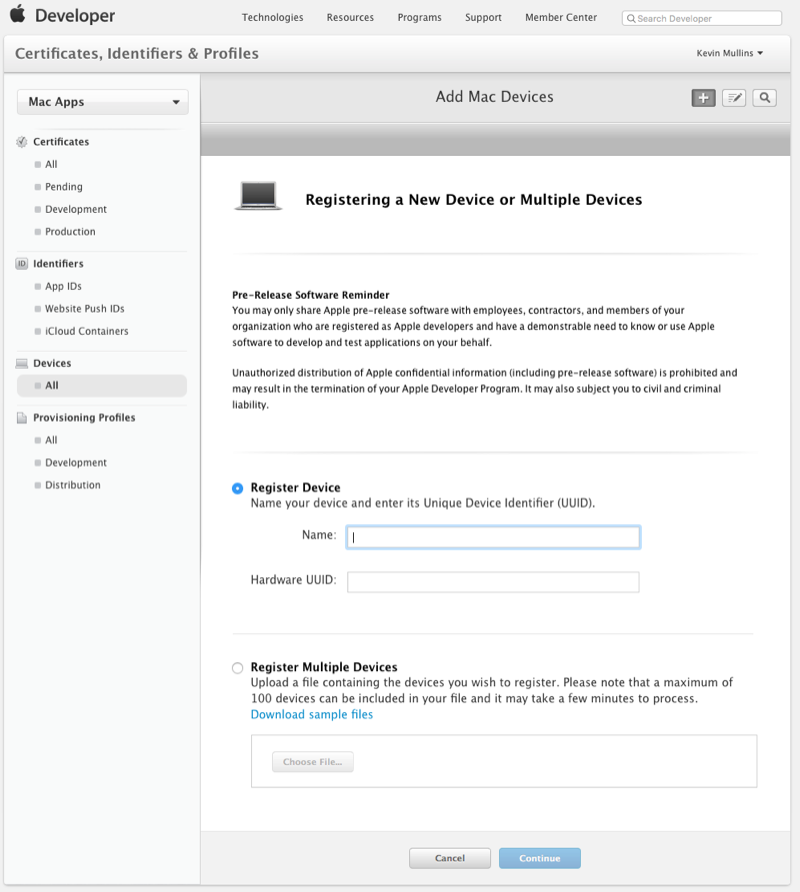 Developer
Technologies
Resources
Programs
Support
Member Center
Search Developer
Certificates, Identifiers & Profiles
Kevin Mullins
Mac Apps
Certificates
All
Pending
Development
Production
ID Identifiers
App IDs
Website Push IDs
iCloud Containers
Devices
All
Provisioning Profiles
All
Development
Distribution
Add Mac Devices
Registering a New Device or Multiple Devices
Pre-Release Software Reminder
You may only share Apple pre-release software with employees, contractors, and members of your
organization who are registered as Apple developers and have a demonstrable need to know or use Apple
software to develop and test applications on your behalf.
Unauthorized distribution of Apple confidential information (including pre-release software) is prohibited and
may result in the termination of your Apple Developer Program. It may also subject you to civil and criminal
liability.
Register Device
Name your device and enter its Unique Device Identifier (UUID).
Name:
Hardware UUID:
Register Multiple Devices
Upload a file containing the devices you wish to register. Please note that a maximum of
100 devices can be included in your file and it may take a few minutes to process.
Download sample files
Choose File...
Cancel
Continue